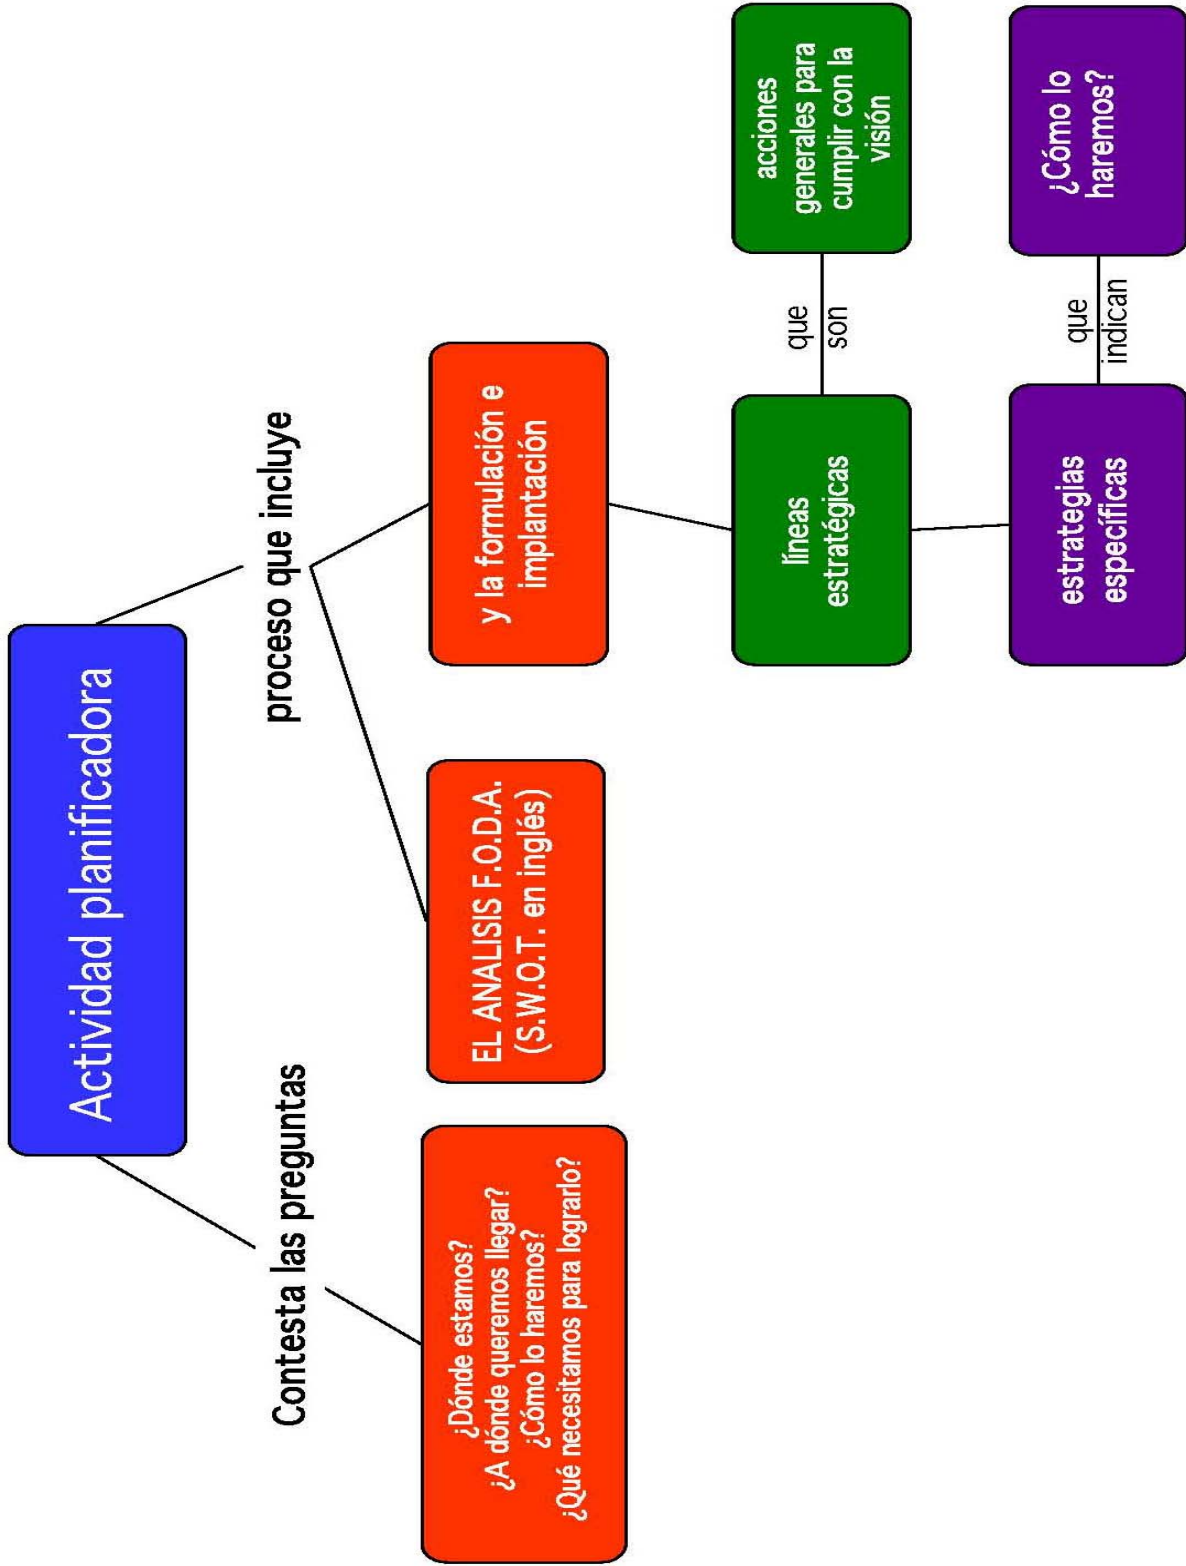 Actividad planificadora
Contesta las preguntas
proceso que incluye
¿Dónde estamos?
¿A dónde queremos llegar?
¿Cómo lo haremos?
¿Qué necesitamos para lograrlo?
EL ANALISIS F.O.D.A.
(S.W.O.T. en inglés)
y la formulación e
implantación
líneas
estratégicas
que
son
acciones
generales para
cumplir con la
visión
estrategias
específicas
que
indican
¿Cómo lo
haremos?